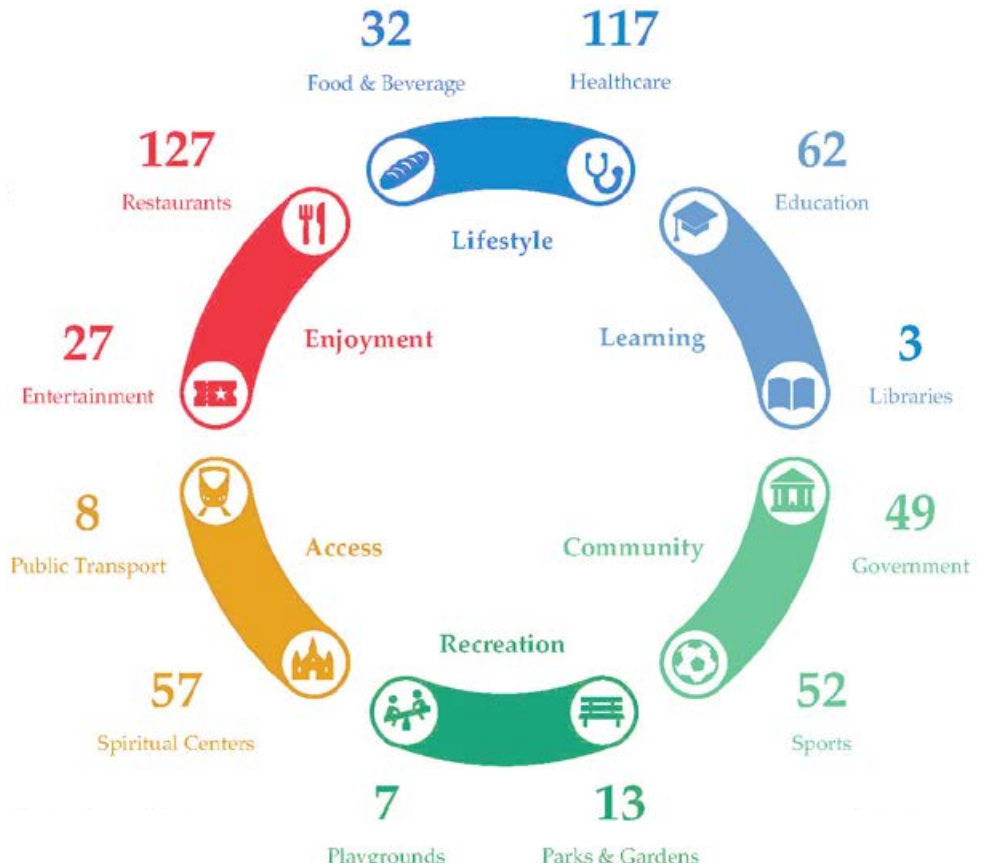 32
Food & Beverage
117
Healthcare
127
Restaurants
62
Education
Lifestyle
Enjoyment
Learning
27
Entertainment
3
Libraries
8
Public Transport
Access
Community
49
Government
Recreation
57
Spiritual Centers
52
Sports
7
Playgrounds
13
Parks & Gardens